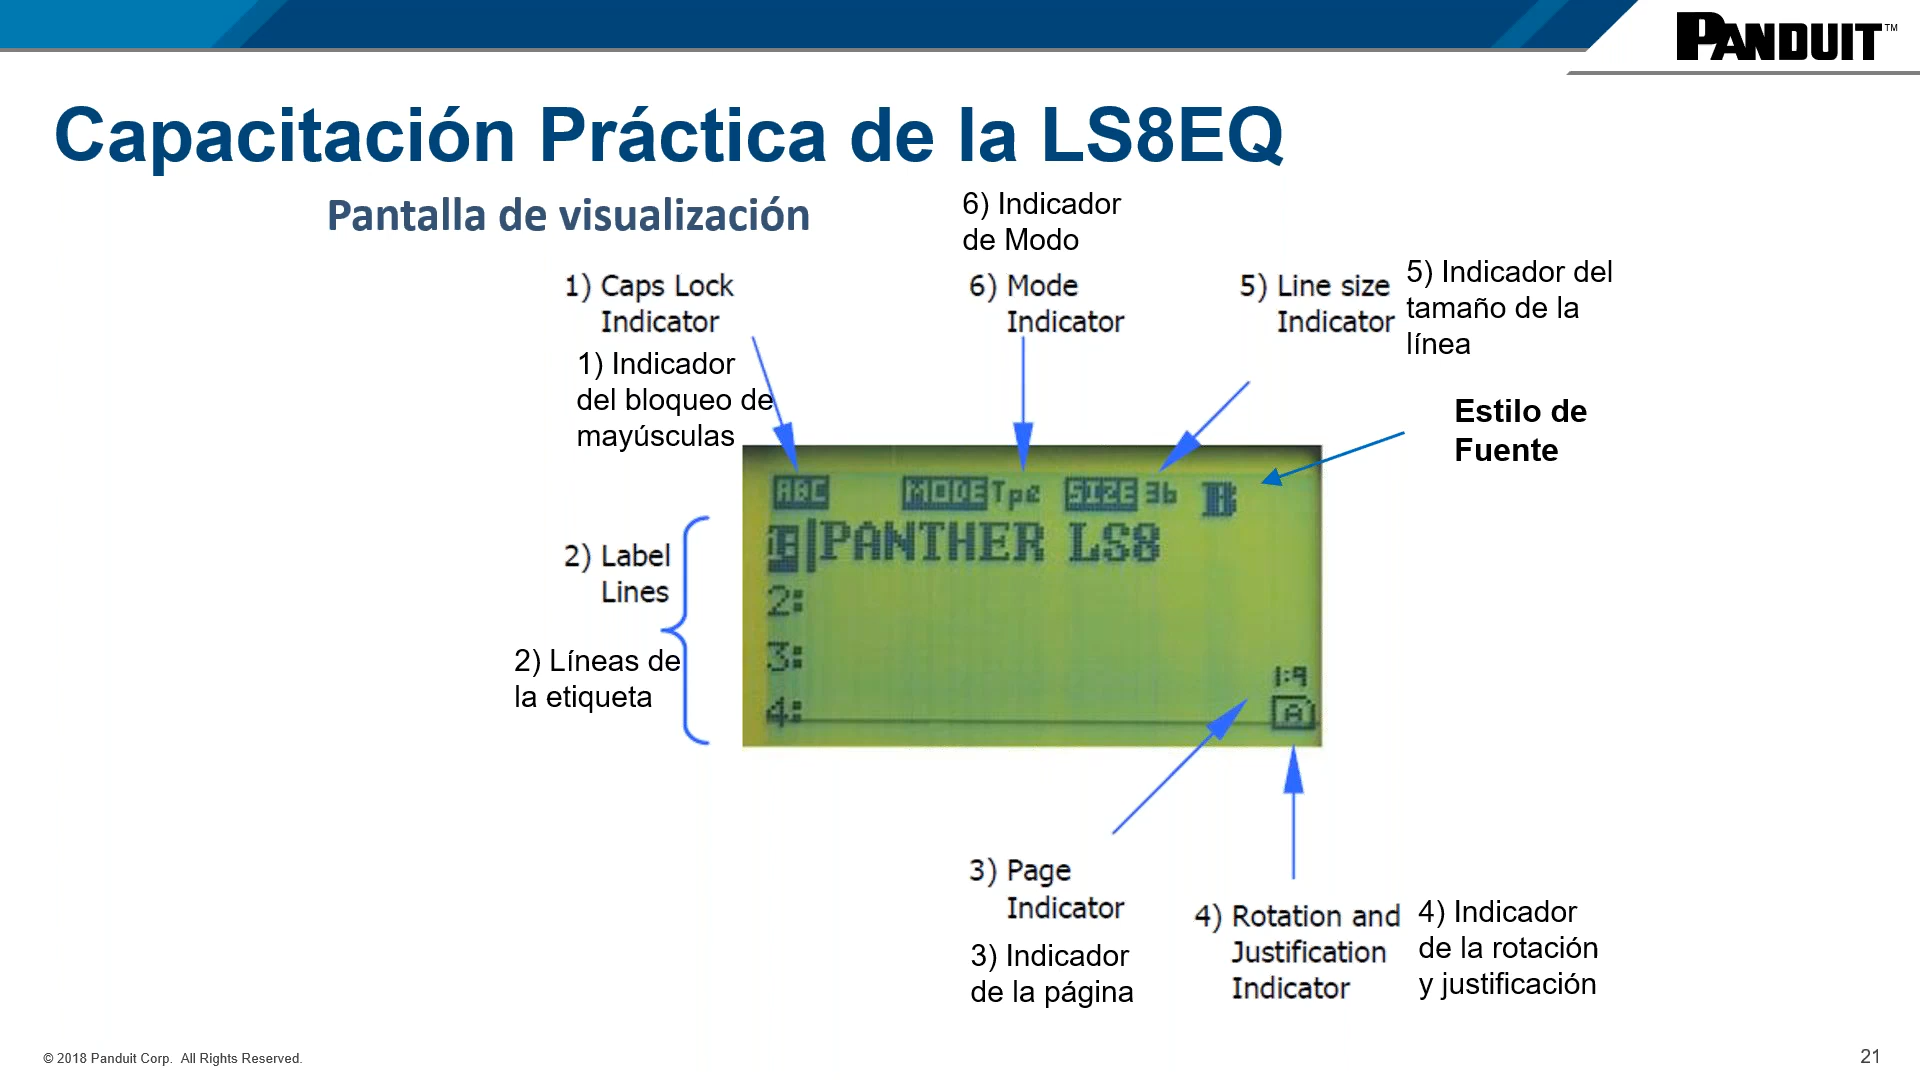 PANDUIT™
Capacitación Práctica de la LS8EQ
Pantalla de visualización
6) Indicador
de Modo
1) Caps Lock
Indicator
6) Mode
Indicator
5) Line size
Indicator
5) Indicador del
tamaño de la
línea
1) Indicador
del bloqueo de
mayúsculas
Estilo de
Fuente
ABC MODE Tpe SIZE 3b B
1: PANTHER LS8
2:
3:
4:
1:9
A
2) Label
Lines
2) Líneas de
la etiqueta
3) Page
Indicator
3) Indicador
de la página
4) Rotation and
Justification
Indicator
4) Indicador
de la rotación
y justificación
© 2018 Panduit Corp. All Rights Reserved.
21